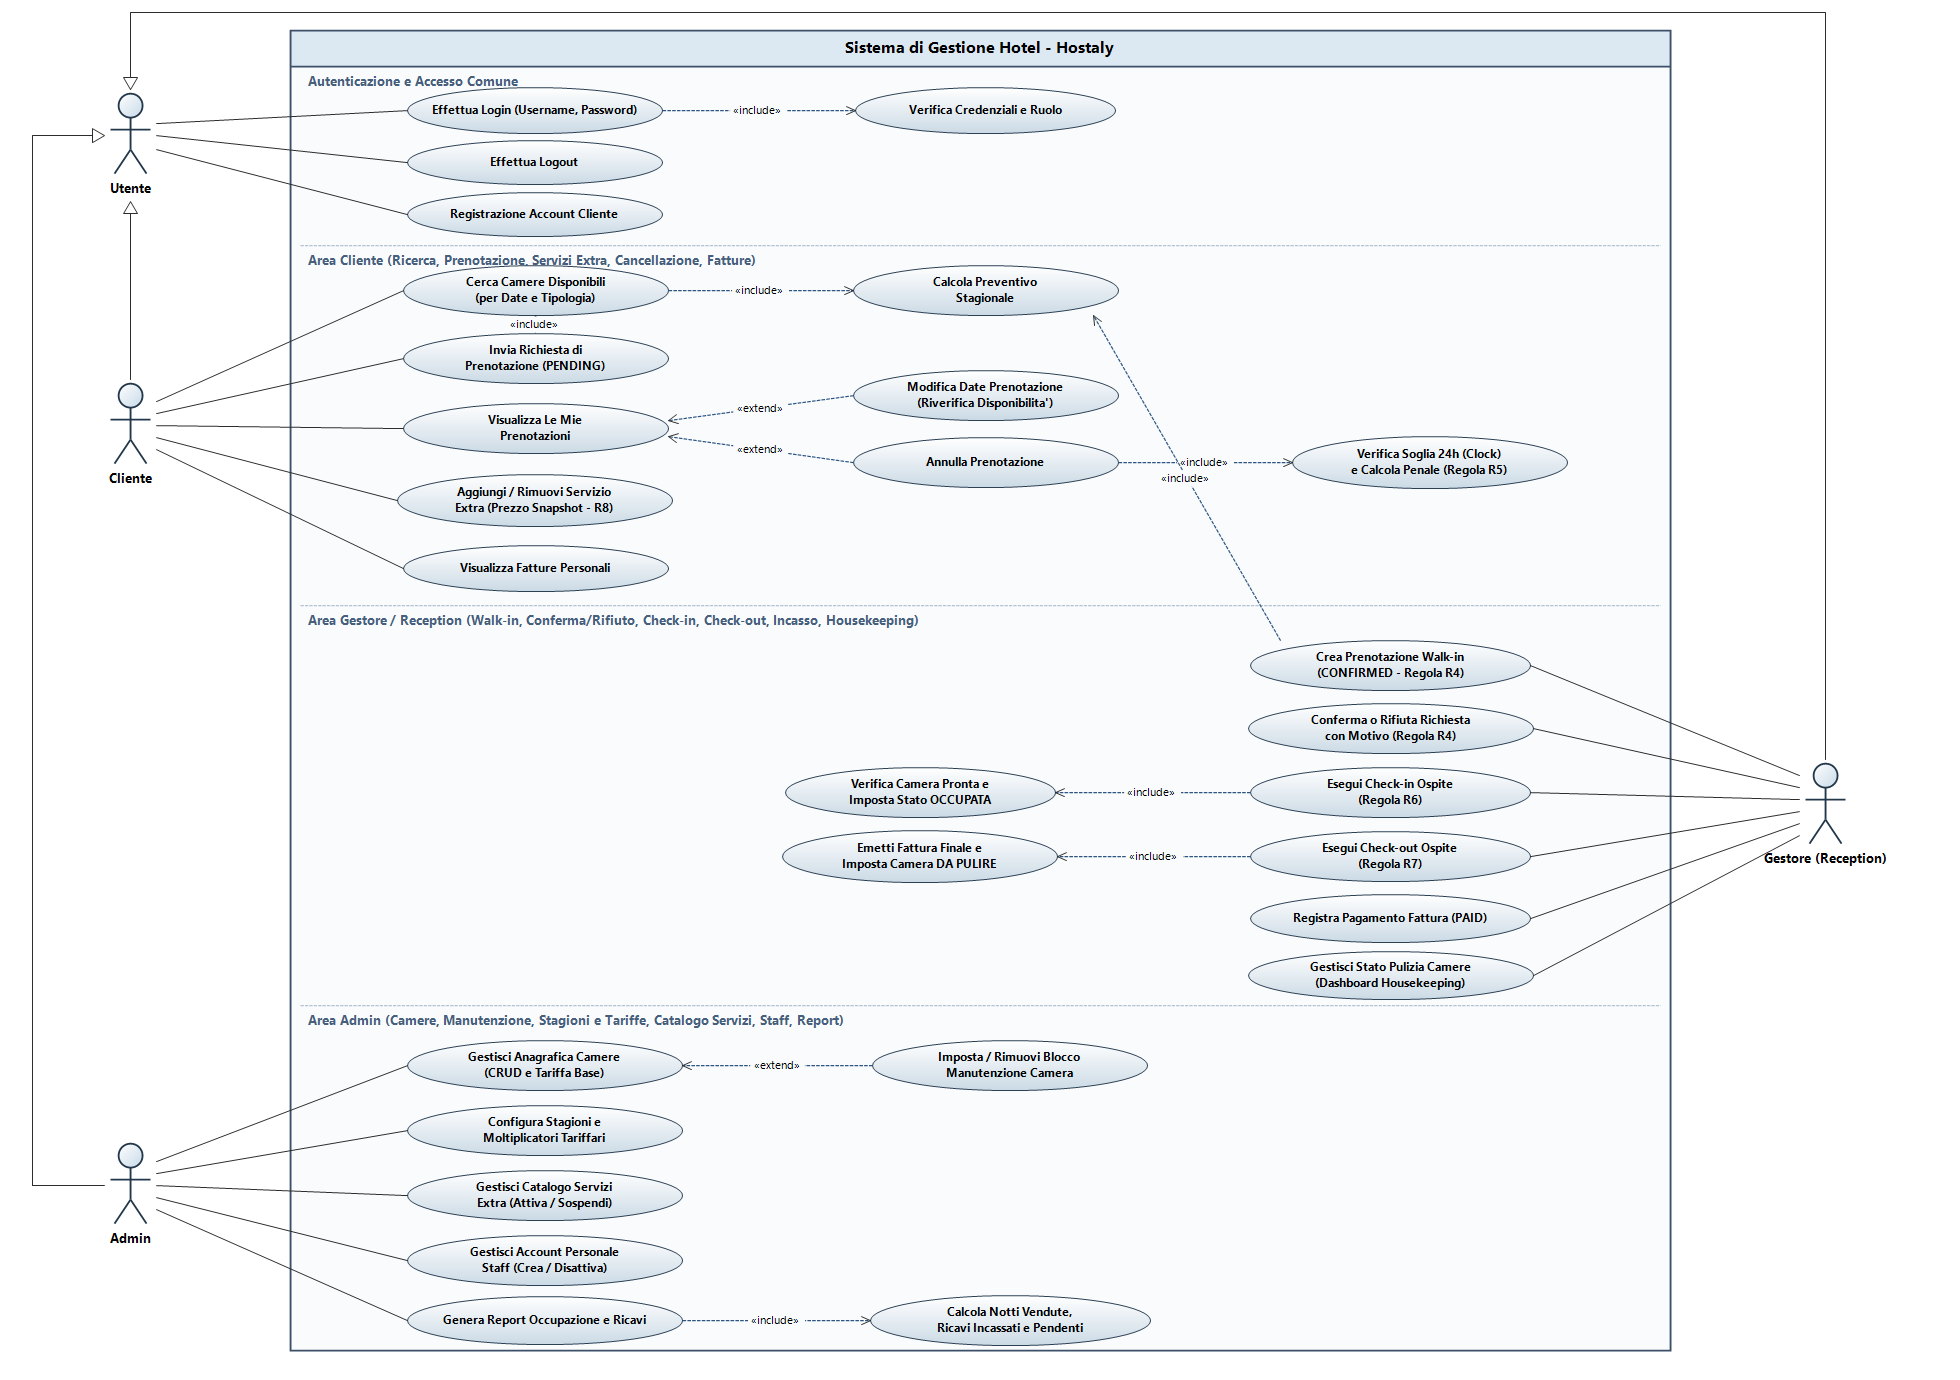 Sistema di Gestione Hotel - Hostaly
Autenticazione e Accesso Comune
Effettua Login (Username, Password)
«include»
Verifica Credenziali e Ruolo
Effettua Logout
Utente
Registrazione Account Cliente
Area Cliente (Ricerca, Prenotazione, Servizi Extra, Cancellazione, Fatture)
Cerca Camere Disponibili
(per Date e Tipologia)
«include»
Calcola Preventivo
Stagionale
«include»
Invia Richiesta di
Prenotazione (PENDING)
Modifica Date Prenotazione
(Riverifica Disponibilita')
«extend»
Visualizza Le Mie
Prenotazioni
«extend»
Annulla Prenotazione
«include»
Verifica Soglia 24h (Clock)
e Calcola Penale (Regola R5)
«include»
Cliente
Aggiungi / Rimuovi Servizio
Extra (Prezzo Snapshot - R8)
Visualizza Fatture Personali
Area Gestore / Reception (Walk-in, Conferma/Rifiuto, Check-in, Check-out, Incasso, Housekeeping)
Crea Prenotazione Walk-in
(CONFIRMED - Regola R4)
Conferma o Rifiuta Richiesta
con Motivo (Regola R4)
Verifica Camera Pronta e
Imposta Stato OCCUPATA
«include»
Esegui Check-in Ospite
(Regola R6)
Emetti Fattura Finale e
Imposta Camera DA PULIRE
«include»
Esegui Check-out Ospite
(Regola R7)
Gestore (Reception)
Registra Pagamento Fattura (PAID)
Gestisci Stato Pulizia Camere
(Dashboard Housekeeping)
Area Admin (Camere, Manutenzione, Stagioni e Tariffe, Catalogo Servizi, Staff, Report)
Gestisci Anagrafica Camere
(CRUD e Tariffa Base)
«extend»
Imposta / Rimuovi Blocco
Manutenzione Camera
Configura Stagioni e
Moltiplicatori Tariffari
Gestisci Catalogo Servizi
Extra (Attiva / Sospendi)
Admin
Gestisci Account Personale
Staff (Crea / Disattiva)
Genera Report Occupazione e Ricavi
«include»
Calcola Notti Vendute,
Ricavi Incassati e Pendenti